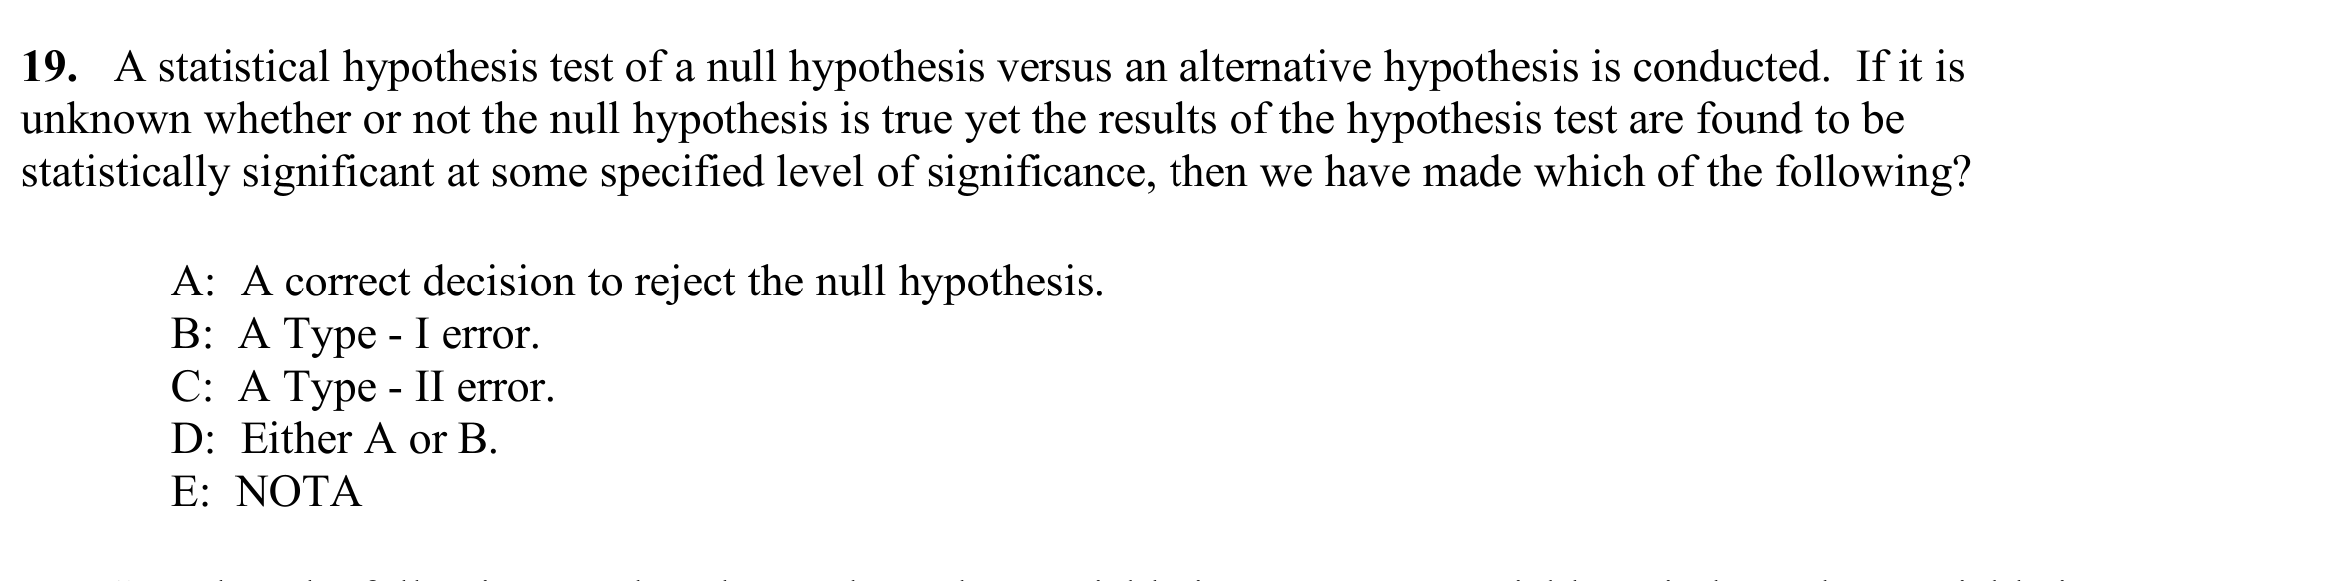 19. A statistical hypothesis test of a null hypothesis versus an alternative hypothesis is conducted. If it is
unknown whether or not the null hypothesis is true yet the results of the hypothesis test are found to be
statistically significant at some specified level of significance, then we have made which of the following?
A: A correct decision to reject the null hypothesis.
B: A Type - I error.
C: A Type - II error.
D: Either A or B.
E: NOTA